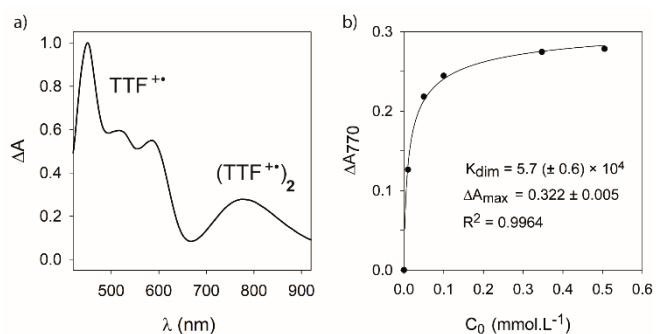 a)
1.0
0.8
0.6
0.4
0.2
0.0
ΔA
TTF+•
(TTF+•)2
500 600 700 800 900
λ (nm)
b)
0.3
0.2
0.1
0.0
ΔA770
Kdim = 5.7 (± 0.6) × 10⁴
ΔAmax = 0.322 ± 0.005
R² = 0.9964
0.0 0.1 0.2 0.3 0.4 0.5 0.6
C0 (mmol.L⁻¹)